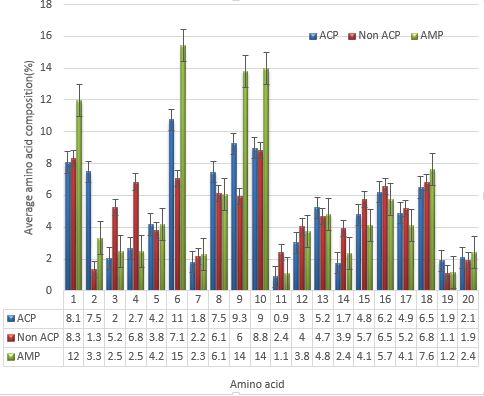 18
16
14
12
10
8
6
4
2
0
Average amino acid composition(%)
ACP Non ACP AMP
1 2 3 4 5 6 7 8 9 10 11 12 13 14 15 16 17 18 19 20
ACP 8.1 7.5 2 2.7 4.2 11 1.8 7.5 9.3 9 0.9 3 5.2 1.7 4.8 6.2 4.9 6.5 1.9 2.1
Non ACP 8.3 1.3 5.2 6.8 3.8 7.1 2.2 6.1 6 8.8 2.4 4 4.7 3.9 5.7 6.5 5.2 6.8 1.1 1.9
AMP 12 3.3 2.5 2.5 4.2 15 2.3 6.1 14 14 1.1 3.8 4.8 2.4 4.1 5.7 4.1 7.6 1.2 2.4
Amino acid